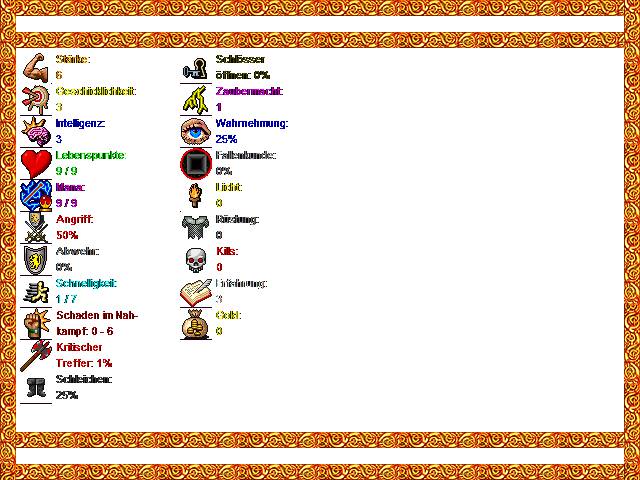 Stärke:
6
Geschicklichkeit:
3
Intelligenz:
3
Lebenspunkte:
9 / 9
Mana:
9 / 9
Angriff:
50%
Abwehr:
0%
Schnelligkeit:
1 / 7
Schaden im Nah-
kampf: 0 - 6
Kritischer
Treffer: 1%
Schleichen:
25%
Schlösser
öffnen: 0%
Zaubermacht:
1
Wahrnehmung:
25%
Fallenkunde:
0%
Licht:
0
Rüstung:
0
Kills:
0
Erfahrung:
3
Gold:
0